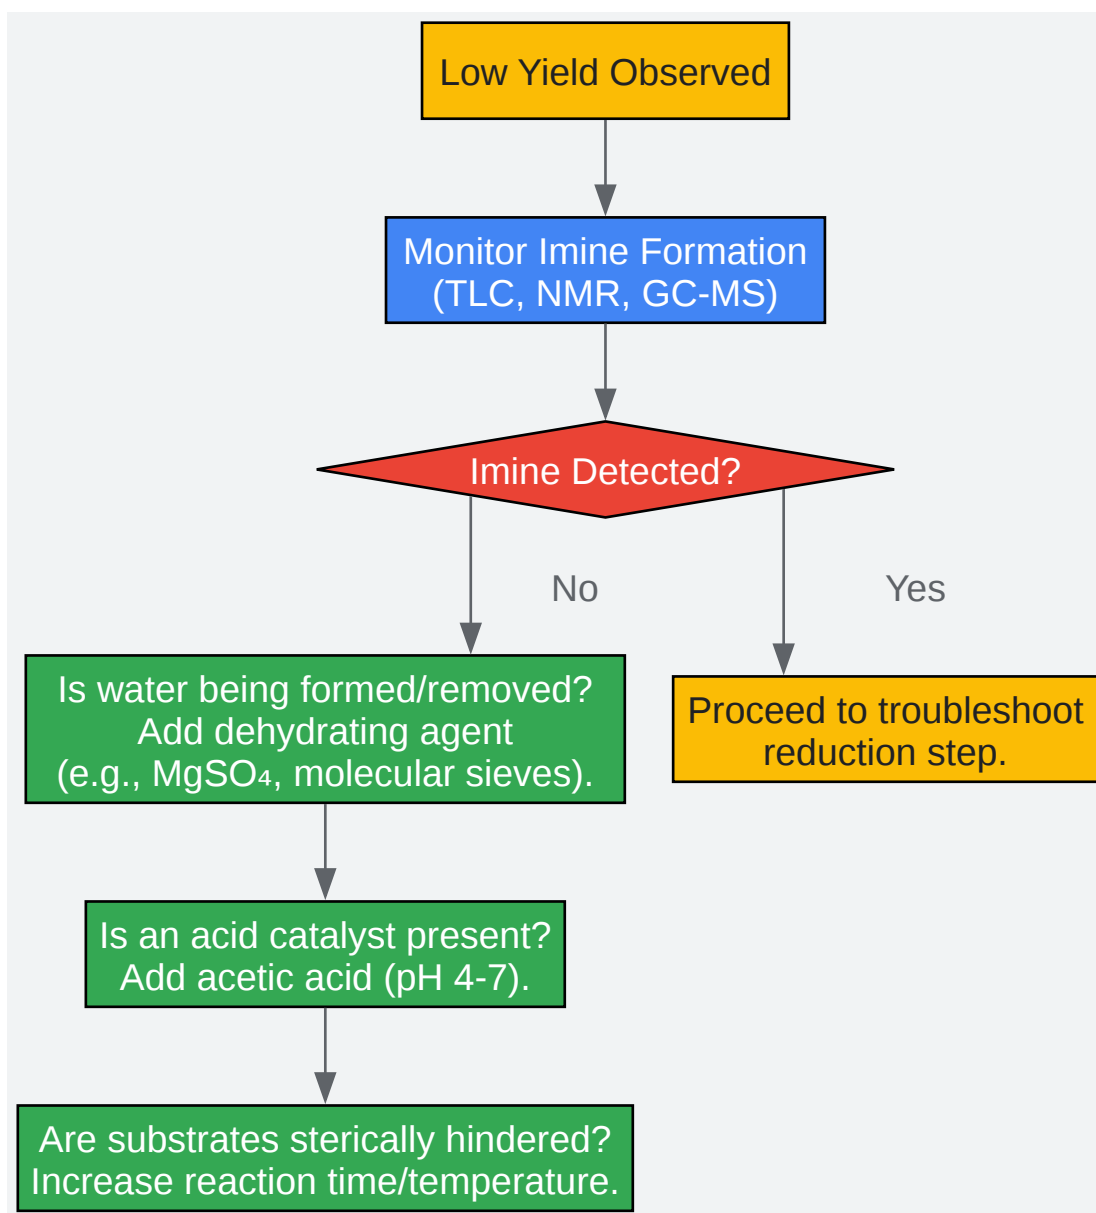 Low Yield Observed
Monitor Imine Formation
(TLC, NMR, GC-MS)
Imine Detected?
No
Yes
Is water being formed/removed?
Add dehydrating agent
(e.g., MgSO₄, molecular sieves).
Proceed to troubleshoot
reduction step.
Is an acid catalyst present?
Add acetic acid (pH 4-7).
Are substrates sterically hindered?
Increase reaction time/temperature.